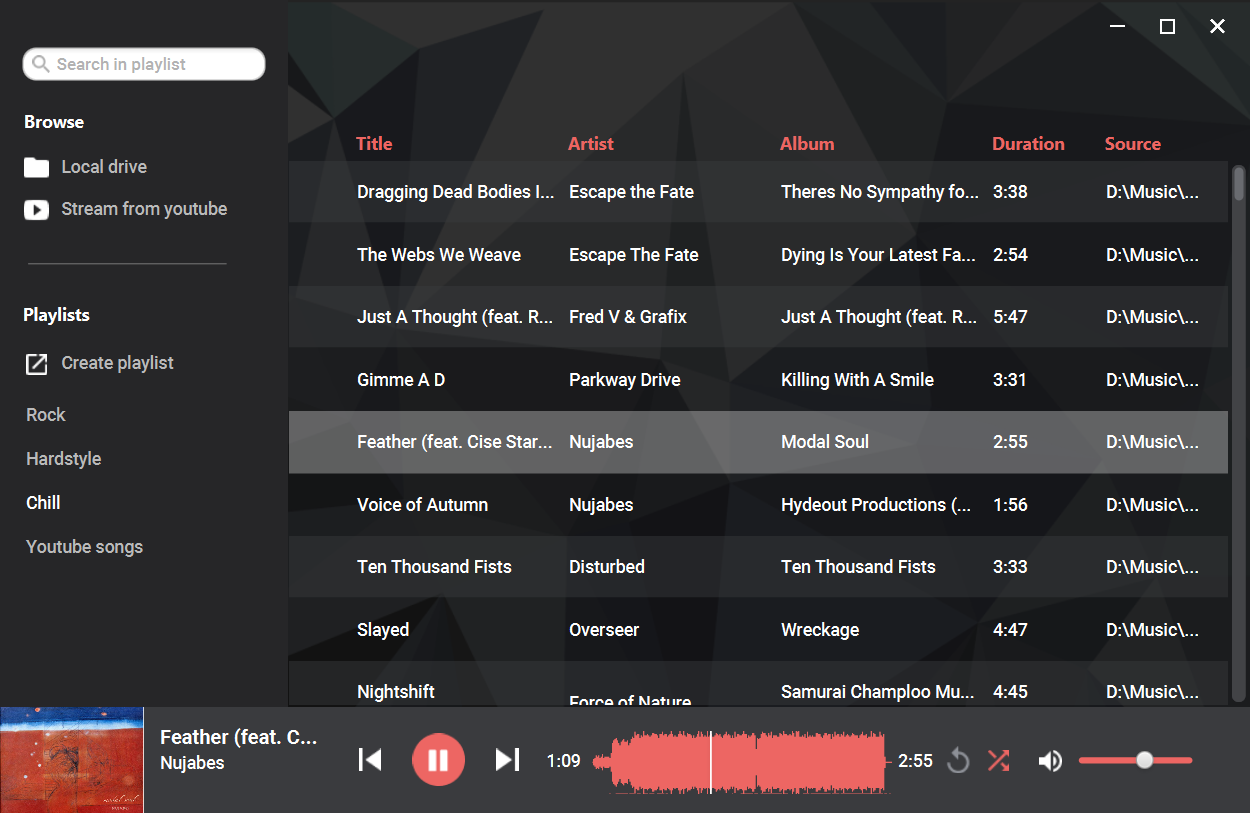 Search in playlist
Browse
Local drive
Stream from youtube
Playlists
Create playlist
Rock
Hardstyle
Chill
Youtube songs
Title Artist Album Duration Source
Dragging Dead Bodies I... Escape the Fate Theres No Sympathy fo... 3:38 D:\Music\...
The Webs We Weave Escape The Fate Dying Is Your Latest Fa... 2:54 D:\Music\...
Just A Thought (feat. R... Fred V & Grafix Just A Thought (feat. R... 5:47 D:\Music\...
Gimme A D Parkway Drive Killing With A Smile 3:31 D:\Music\...
Feather (feat. Cise Star... Nujabes Modal Soul 2:55 D:\Music\...
Voice of Autumn Nujabes Hydeout Productions (... 1:56 D:\Music\...
Ten Thousand Fists Disturbed Ten Thousand Fists 3:33 D:\Music\...
Slayed Overseer Wreckage 4:47 D:\Music\...
Nightshift Force of Nature Samurai Champloo Mu... 4:45 D:\Music\...
Feather (feat. C...
Nujabes
1:09 2:55